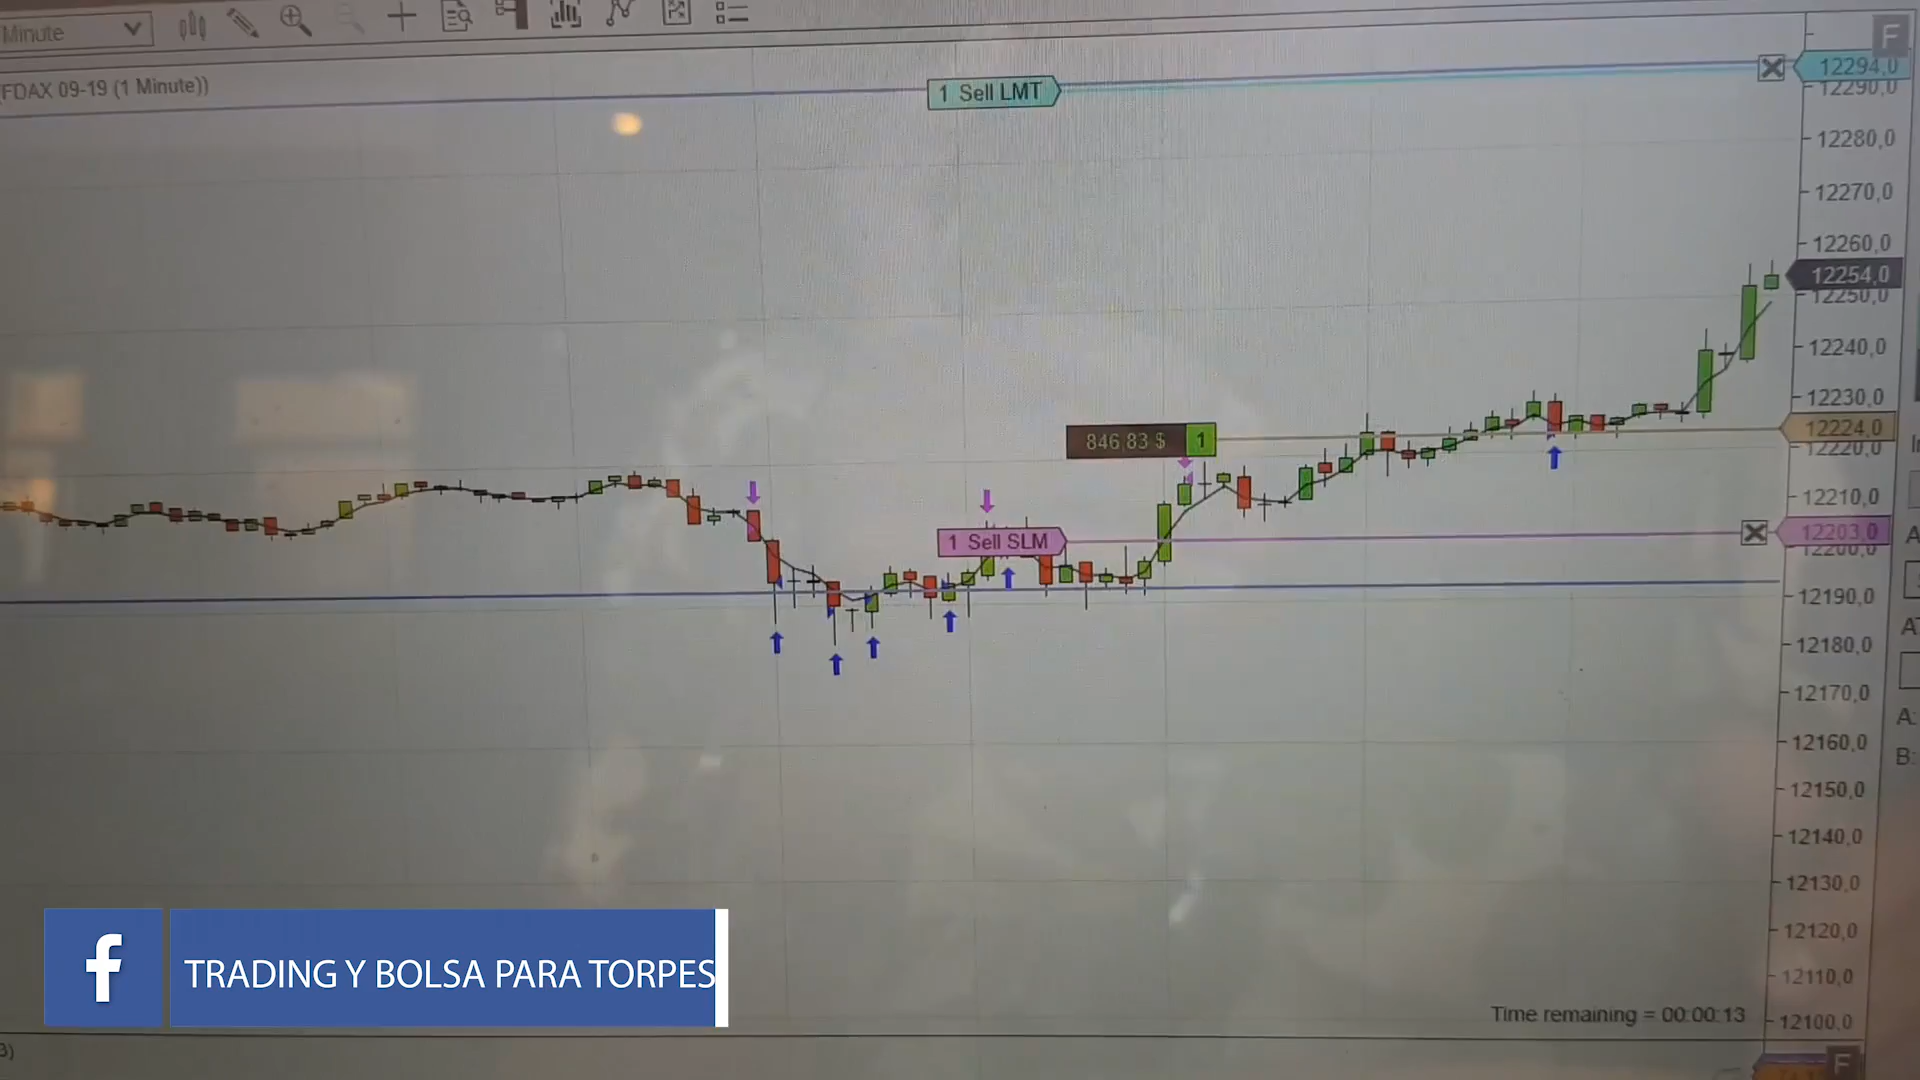 Minute
FDAX 09-19 (1 Minute))
1 Sell LMT
12294,0
12290,0
12280,0
12270,0
12260,0
12254,0
12250,0
12240,0
12230,0
846,83 $ 1
12224,0
12220,0
12210,0
1 Sell SLM
12203,0
12200,0
12190,0
12180,0
12170,0
12160,0
12150,0
12140,0
12130,0
12120,0
12110,0
12100,0
A:
B:
F
F
f TRADING Y BOLSA PARA TORPES
Time remaining = 00:00:13
3)